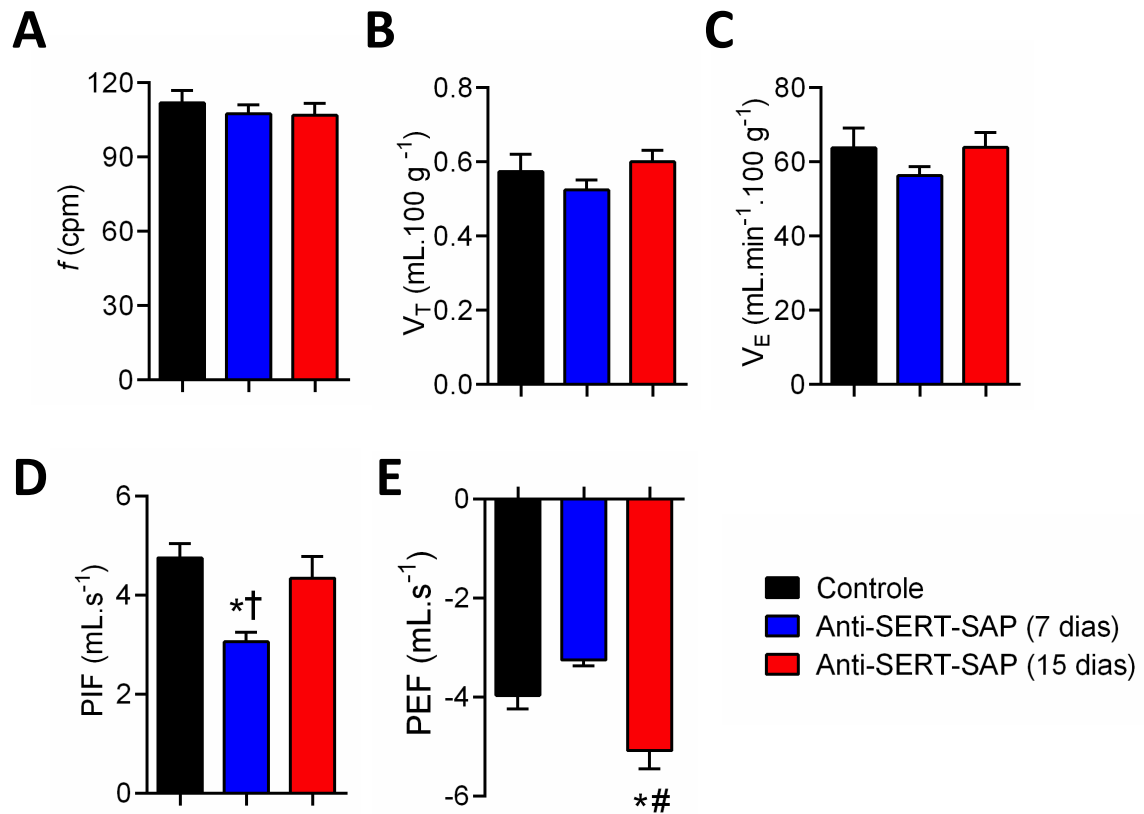 A
120
90
60
30
0
f (cpm)
B
0.8
0.6
0.4
0.2
0.0
V_T (mL.100 g⁻¹)
C
80
60
40
20
0
V_E (mL.min⁻¹.100 g⁻¹)
D
6
4
2
0
PIF (mL.s⁻¹)
*†
E
0
-2
-4
-6
PEF (mL.s⁻¹)
*#
Controle
Anti-SERT-SAP (7 dias)
Anti-SERT-SAP (15 dias)